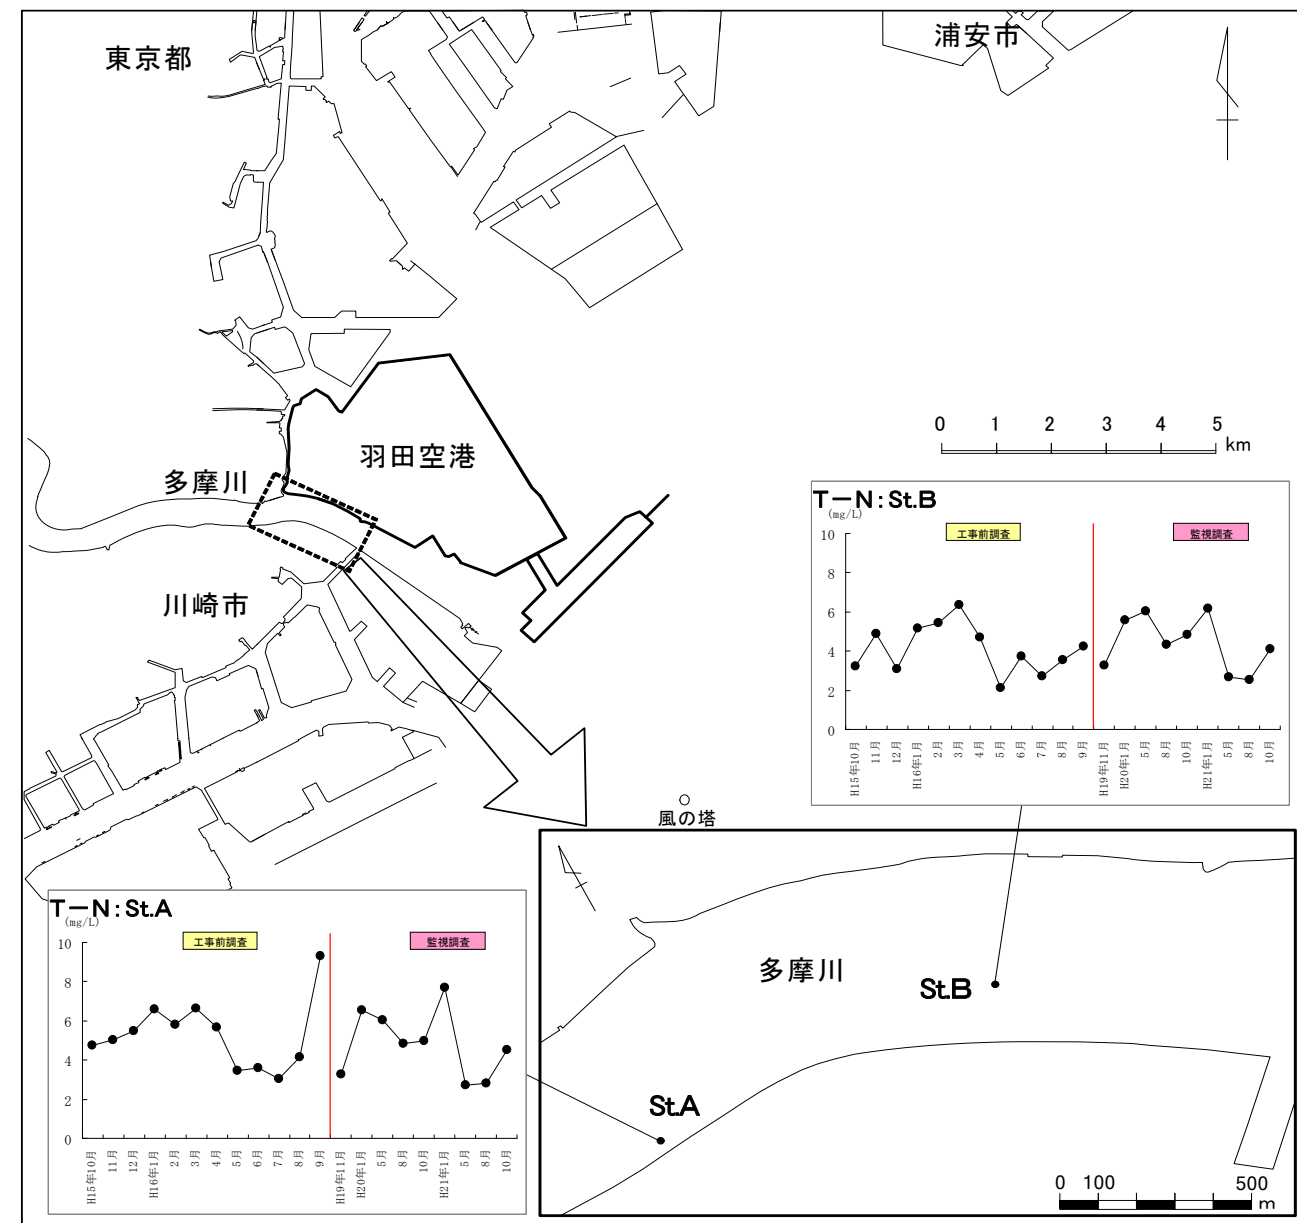 東京都
浦安市
羽田空港
0 1 2 3 4 5
km
多摩川
川崎市
T－N：St.B
(mg/L)
工事前調査
監視調査
10
8
6
4
2
0
H15年10月
11月
12月
H16年1月
2月
3月
4月
5月
6月
7月
8月
9月
H19年11月
H20年1月
5月
8月
10月
H21年1月
5月
8月
10月
風の塔
T－N：St.A
(mg/L)
工事前調査
監視調査
10
8
6
4
2
0
H15年10月
11月
12月
H16年1月
2月
3月
4月
5月
6月
7月
8月
9月
H19年11月
H20年1月
5月
8月
10月
H21年1月
5月
8月
10月
多摩川
St.B
St.A
0 100 500
m